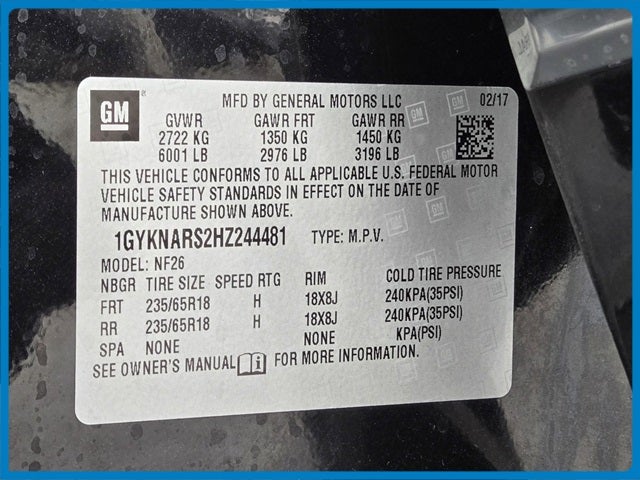 GM
MFD BY GENERAL MOTORS LLC 02/17
GVWR GAWR FRT GAWR RR
2722 KG 1350 KG 1450 KG
6001 LB 2976 LB 3196 LB
THIS VEHICLE CONFORMS TO ALL APPLICABLE U.S. FEDERAL MOTOR
VEHICLE SAFETY STANDARDS IN EFFECT ON THE DATE OF
MANUFACTURE SHOWN ABOVE.
1GYKNARS2HZ244481 TYPE: M.P.V.
MODEL: NF26
NBGR TIRE SIZE SPEED RTG RIM COLD TIRE PRESSURE
FRT 235/65R18 H 18X8J 240KPA(35PSI)
RR 235/65R18 H 18X8J 240KPA(35PSI)
SPA NONE NONE KPA(PSI)
SEE OWNER'S MANUAL i FOR MORE INFORMATION.